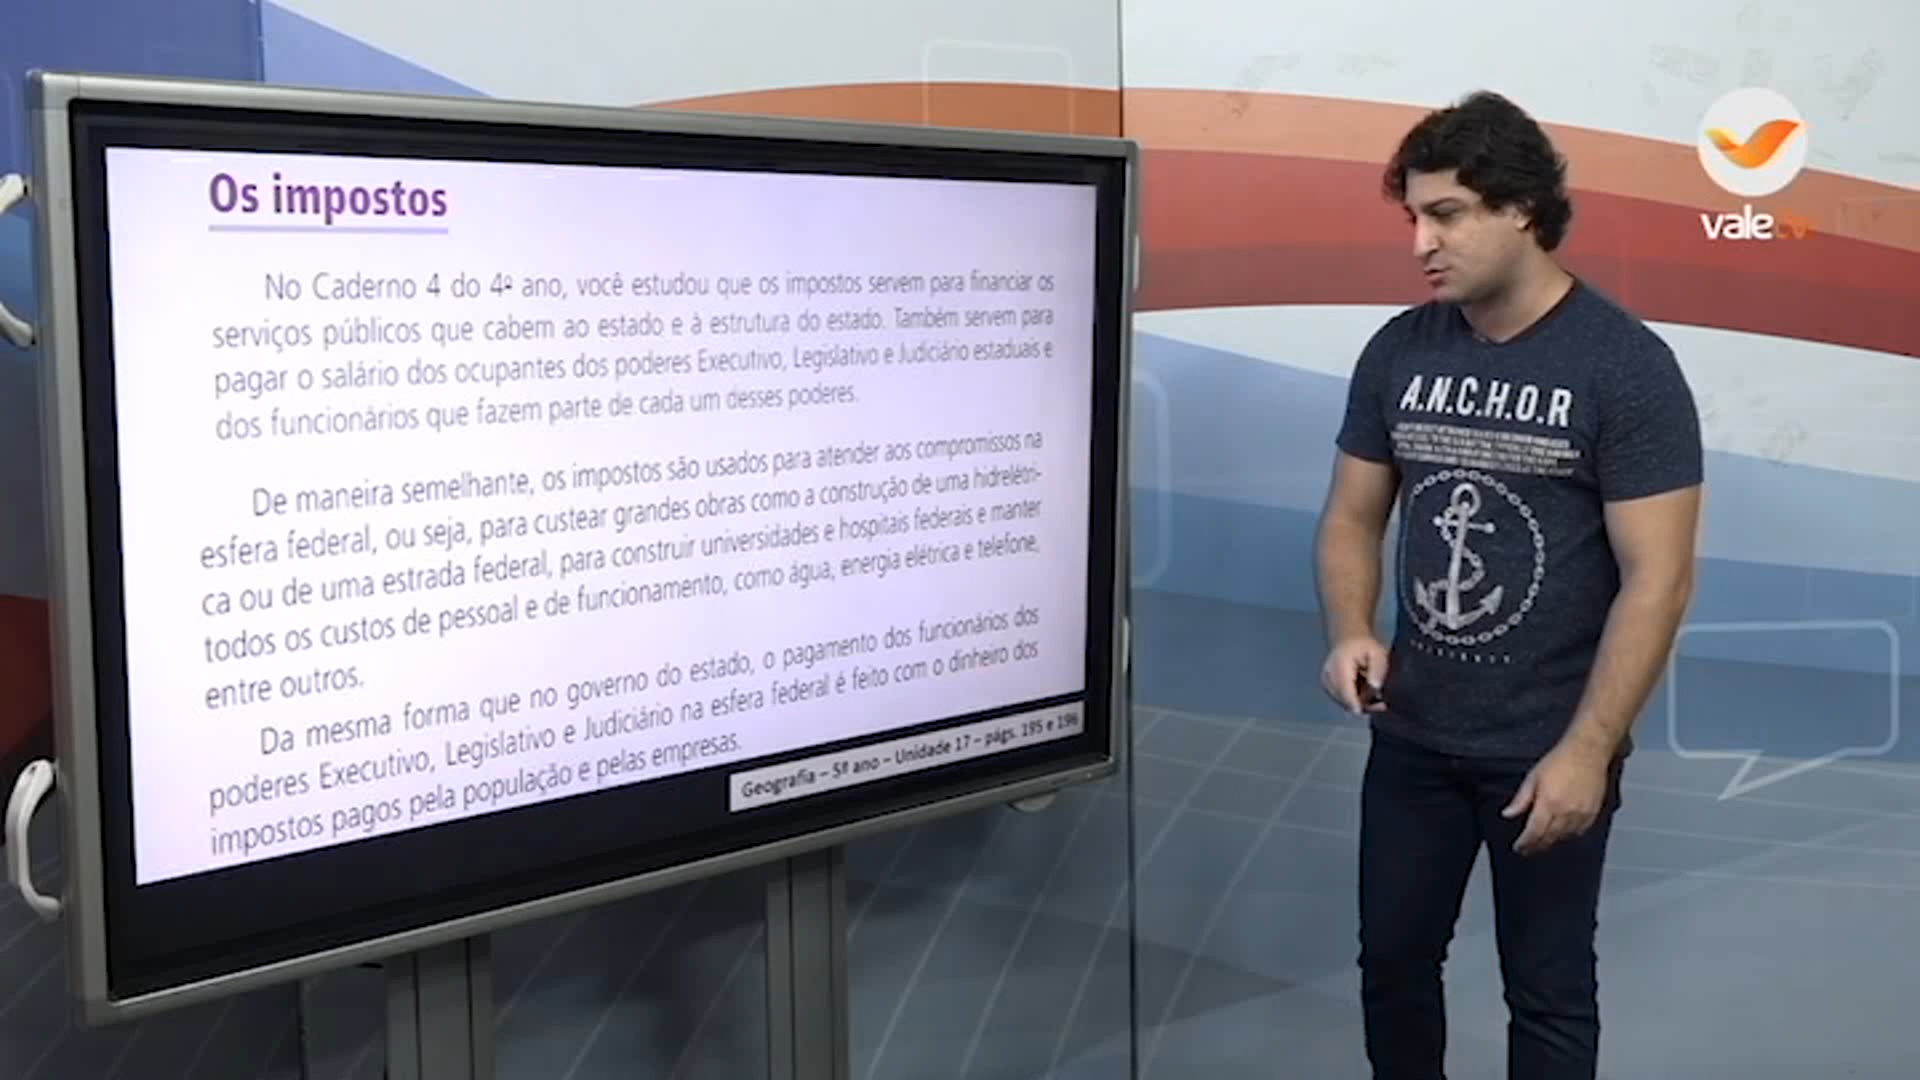 Os impostos
No Caderno 4 do 4º ano, você estudou que os impostos servem para financiar os
serviços públicos que cabem ao estado e à estrutura do estado. Também servem para
pagar o salário dos ocupantes dos poderes Executivo, Legislativo e Judiciário estaduais e
dos funcionários que fazem parte de cada um desses poderes.
De maneira semelhante, os impostos são usados para atender aos compromissos na
esfera federal, ou seja, para custear grandes obras como a construção de uma hidrelétri-
ca ou de uma estrada federal, para construir universidades e hospitais federais e manter
todos os custos de pessoal e de funcionamento, como água, energia elétrica e telefone,
entre outros.
Da mesma forma que no governo do estado, o pagamento dos funcionários dos
poderes Executivo, Legislativo e Judiciário na esfera federal é feito com o dinheiro dos
impostos pagos pela população e pelas empresas.
Geografia – 5º ano – Unidade 17 – págs. 195 e 196
vale tv
A.N.C.H.O.R